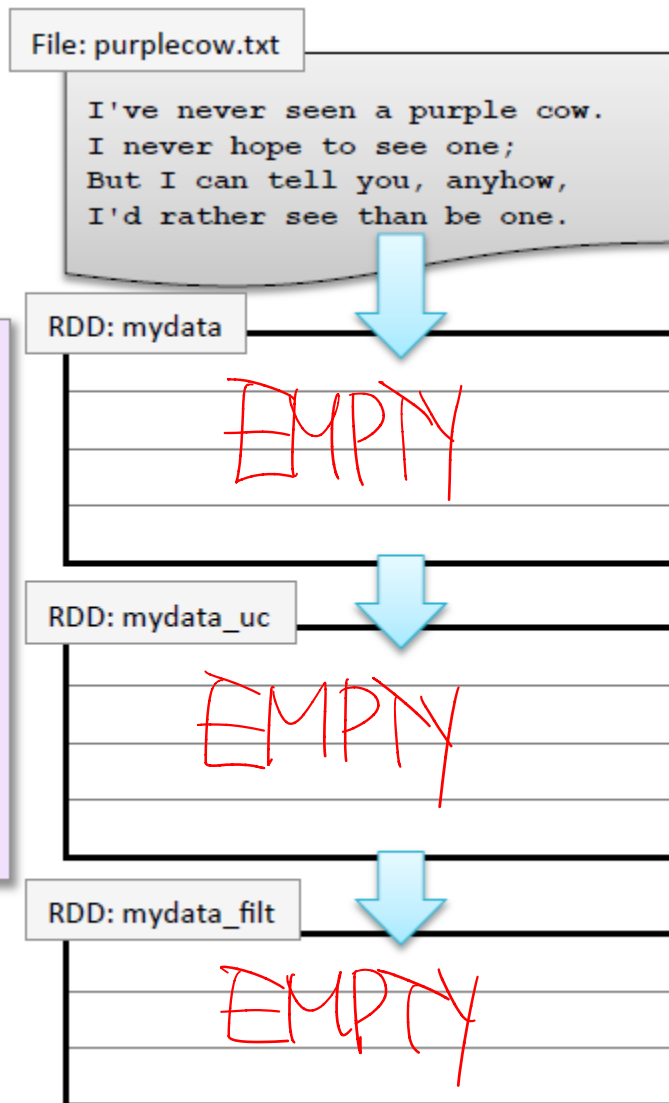 File: purplecow.txt
I've never seen a purple cow.
I never hope to see one;
But I can tell you, anyhow,
I'd rather see than be one.
RDD: mydata
EMPTY
RDD: mydata_uc
EMPTY
RDD: mydata_filt
EMPTY